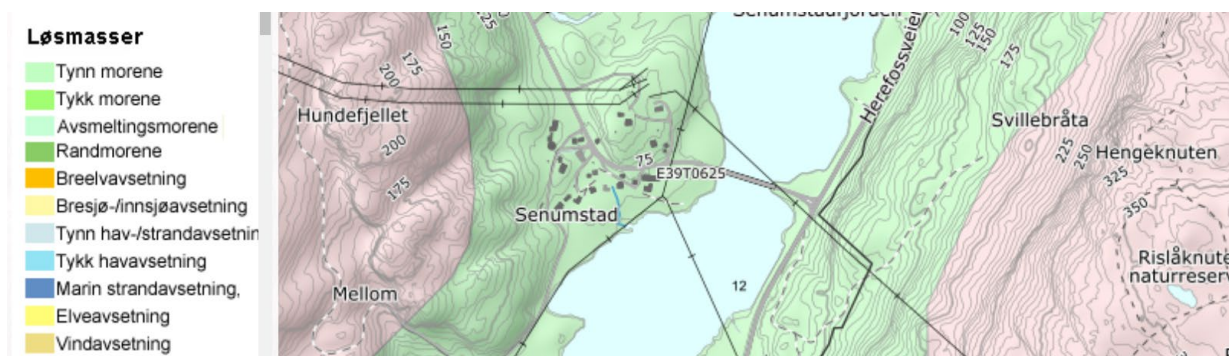 Løsmasser
Tynn morene
Tykk morene
Avsmeltingsmorene
Randmorene
Breelvavsetning
Bresjø-/innsjøavsetning
Tynn hav-/strandavsetnin
Tykk havavsetning
Marin strandavsetning,
Elveavsetning
Vindavsetning
Senumstadfjorden
Herefossveien
125
150
175
200
100
125
150
175
Hundefjellet
200
175
75
E39T0625
Senumstad
Mellom
12
Svillebråta
Hengeknuten
225
250
325
350
Rislåknute
naturreserv